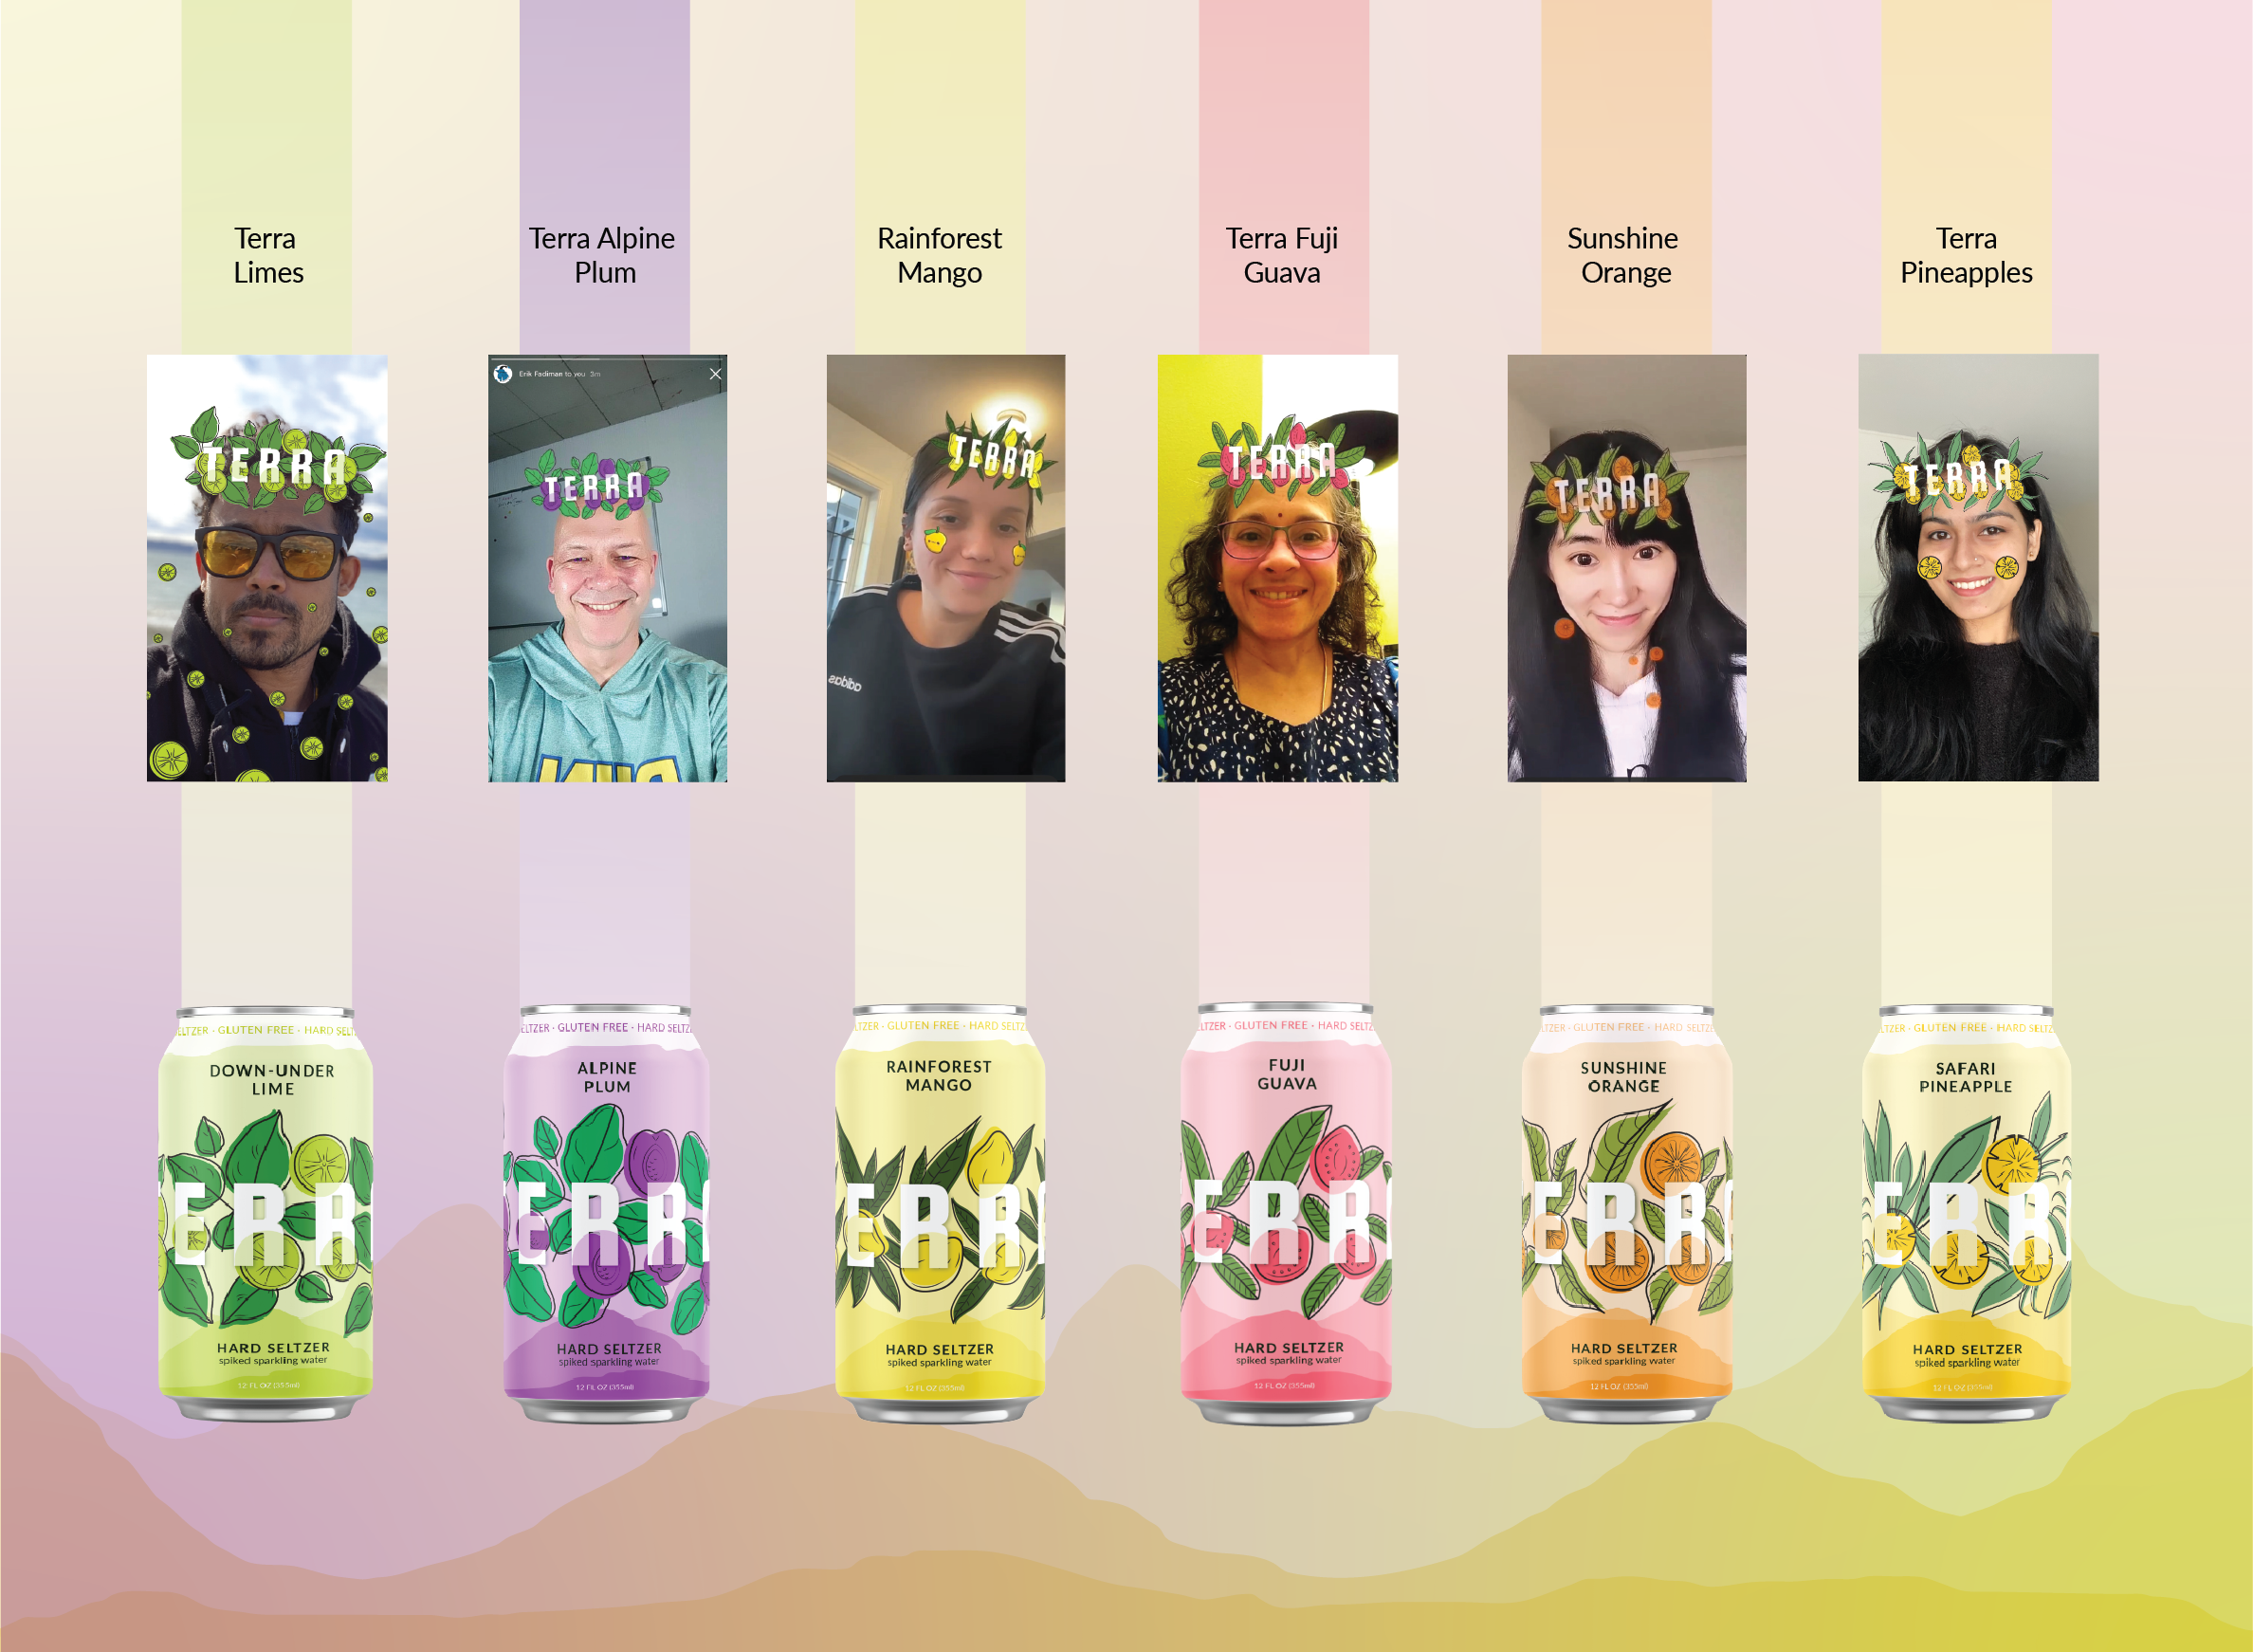 Terra
Limes
Terra Alpine
Plum
Rainforest
Mango
Terra Fuji
Guava
Sunshine
Orange
Terra
Pineapples
TERRA
Erik Fadiman to you 3m
TERRA
TERRA
adidas
TERRA
TERRA
TERRA
ELTZER · GLUTEN FREE · HARD SELT
DOWN-UNDER
LIME
ERR
HARD SELTZER
spiked sparkling water
12 FL OZ (355ml)
ELTZER · GLUTEN FREE · HARD SELTZ
ALPINE
PLUM
ERR
HARD SELTZER
spiked sparkling water
12 FL OZ (355ml)
LTZER · GLUTEN FREE · HARD SELTZ
RAINFOREST
MANGO
ERR
HARD SELTZER
spiked sparkling water
12 FL OZ (355ml)
LTZER · GLUTEN FREE · HARD SELTZ
FUJI
GUAVA
ERR
HARD SELTZER
spiked sparkling water
12 FL OZ (355ml)
TZER · GLUTEN FREE · HARD SELTZ
SUNSHINE
ORANGE
ERR
HARD SELTZER
spiked sparkling water
12 FL OZ (355ml)
LTZER · GLUTEN FREE · HARD SELTZ
SAFARI
PINEAPPLE
ERR
HARD SELTZER
spiked sparkling water
12 FL OZ (355ml)